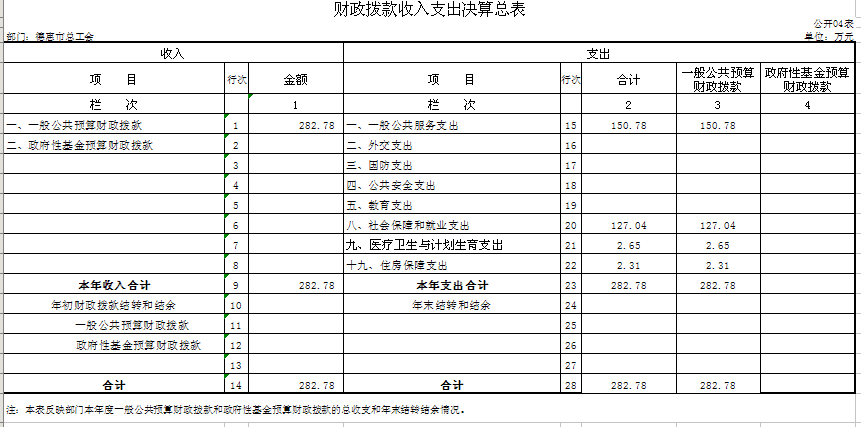 财政拨款收入支出决算总表
公开04表
部门：德惠市总工会 单位：万元
收入 支出
项 目 行次 金额 项 目 行次 合计 一般公共预算财政拨款 政府性基金预算财政拨款
栏 次 1 栏 次 2 3 4
一、一般公共预算财政拨款 1 282.78 一、一般公共服务支出 15 150.78 150.78
二、政府性基金预算财政拨款 2 二、外交支出 16
3 三、国防支出 17
4 四、公共安全支出 18
5 五、教育支出 19
6 八、社会保障和就业支出 20 127.04 127.04
7 九、医疗卫生与计划生育支出 21 2.65 2.65
8 十九、住房保障支出 22 2.31 2.31
本年收入合计 9 282.78 本年支出合计 23 282.78 282.78
年初财政拨款结转和结余 10 年末结转和结余 24
一般公共预算财政拨款 11 25
政府性基金预算财政拨款 12 26
13 27
合计 14 282.78 合计 28 282.78 282.78
注：本表反映部门本年度一般公共预算财政拨款和政府性基金预算财政拨款的总收支和年末结转结余情况。